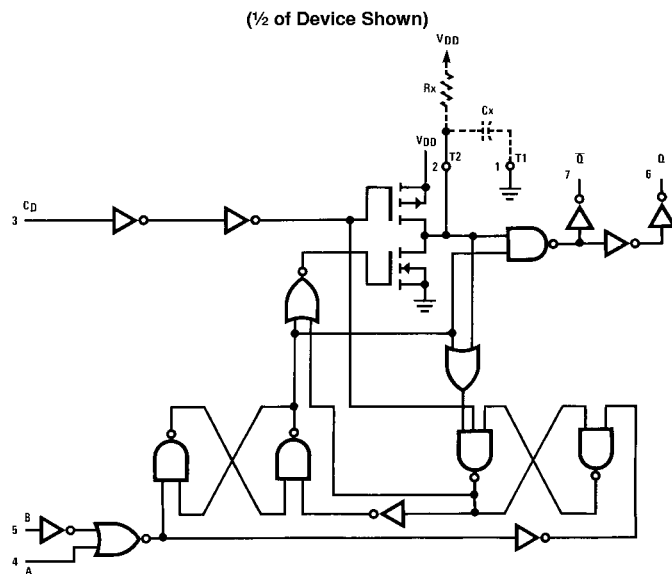 (½ of Device Shown)
VDD
Rx
Cx
VDD
2 T2
1 T1
Q̅
Q
7
6
3 CD
5 B
4 A